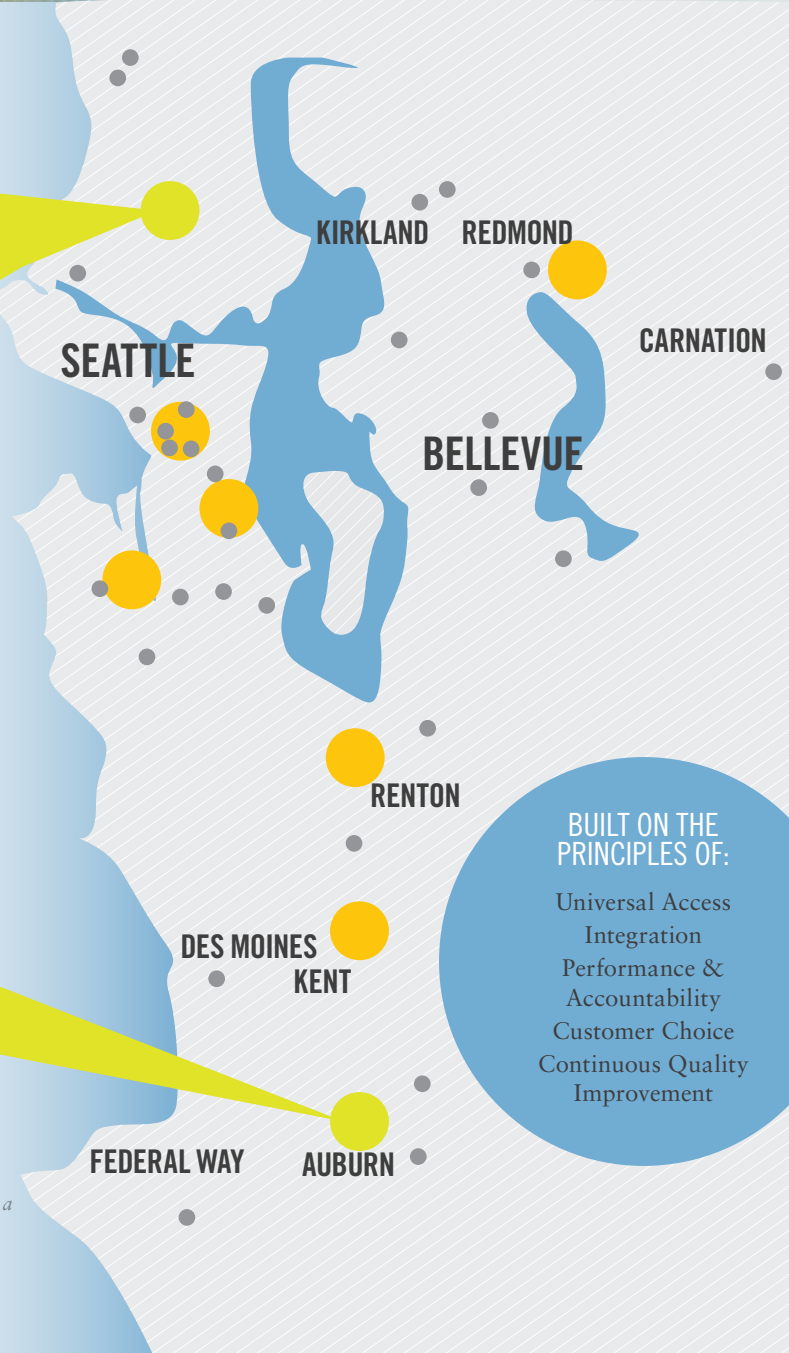 KIRKLAND
REDMOND
CARNATION
SEATTLE
BELLEVUE
RENTON
BUILT ON THE
PRINCIPLES OF:
Universal Access
Integration
Performance &
Accountability
Customer Choice
Continuous Quality
Improvement
DES MOINES
KENT
FEDERAL WAY
AUBURN
a